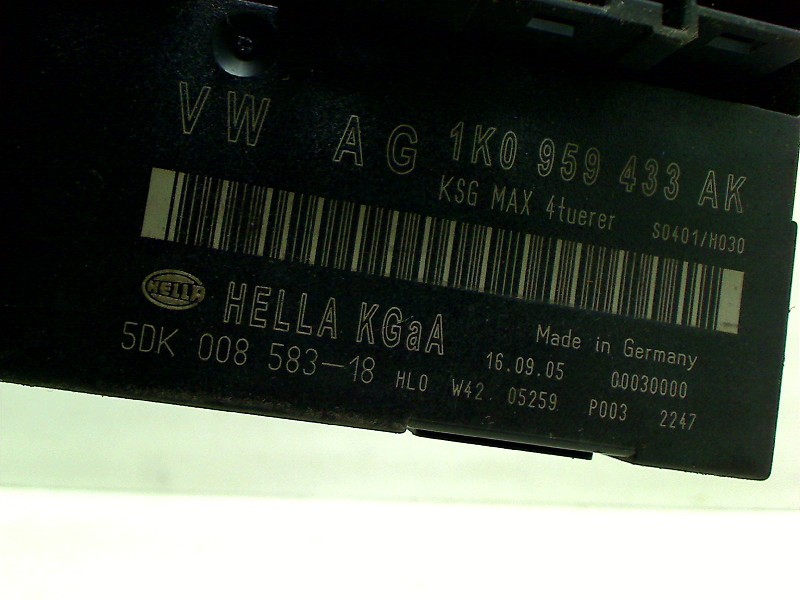 VW AG 1K0 959 433 AK
KSG MAX 4tuerer S0401/H030
HELLA HELLA KGaA Made in Germany
5DK 008 583-18 16.09.05 00030000
HL0 W42 05259 P003 2247